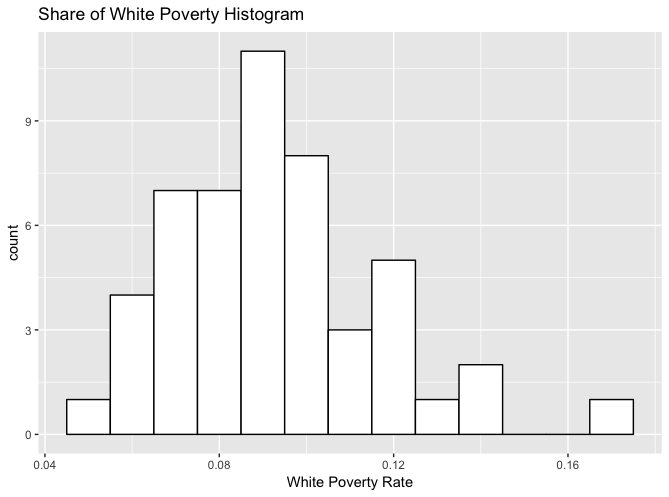 Share of White Poverty Histogram
count
9
6
3
0
0.04 0.08 0.12 0.16
White Poverty Rate